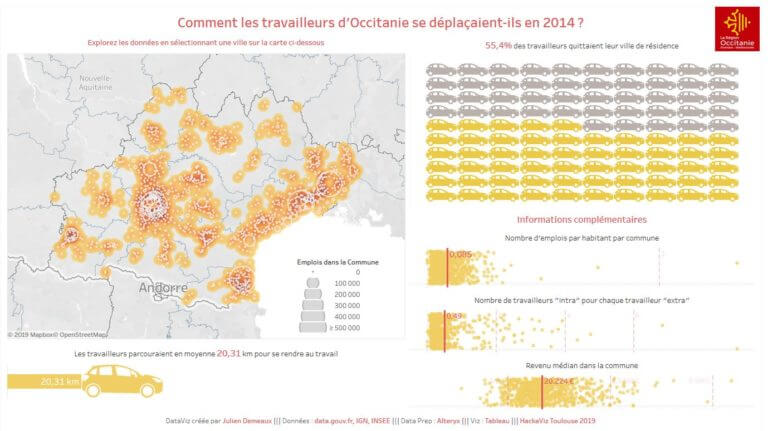 Comment les travailleurs d’Occitanie se déplaçaient-ils en 2014 ?
La Région
Occitanie
Explorez les données en sélectionnant une ville sur la carte ci-dessous
55,4% des travailleurs quittaient leur ville de résidence
Nouvelle-
Aquitaine
Andorre
Emplois dans la Commune
0
100 000
200 000
300 000
400 000
≥ 500 000
© 2019 Mapbox© OpenStreetMap
Les travailleurs parcouraient en moyenne 20,31 km pour se rendre au travail
20,31 km
Informations complémentaires
Nombre d'emplois par habitant par commune
0,085
Nombre de travailleurs "intra" pour chaque travailleur "extra"
0,49
Revenu médian dans la commune
20.224 €
DataViz créée par Julien Demeaux ||| Données : data.gouv.fr, IGN, INSEE ||| Data Prep : Alteryx ||| Viz : Tableau ||| HackaViz Toulouse 2019